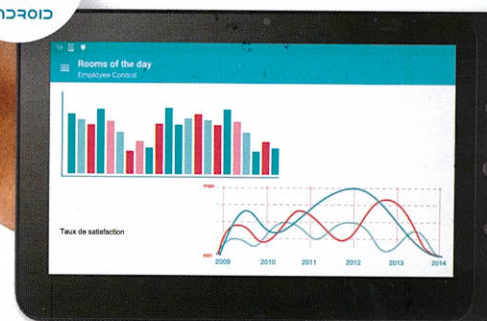 ANDROID
Rooms of the day
Employee Control
max
Taux de satisfaction
min
2009 2010 2011 2012 2013 2014